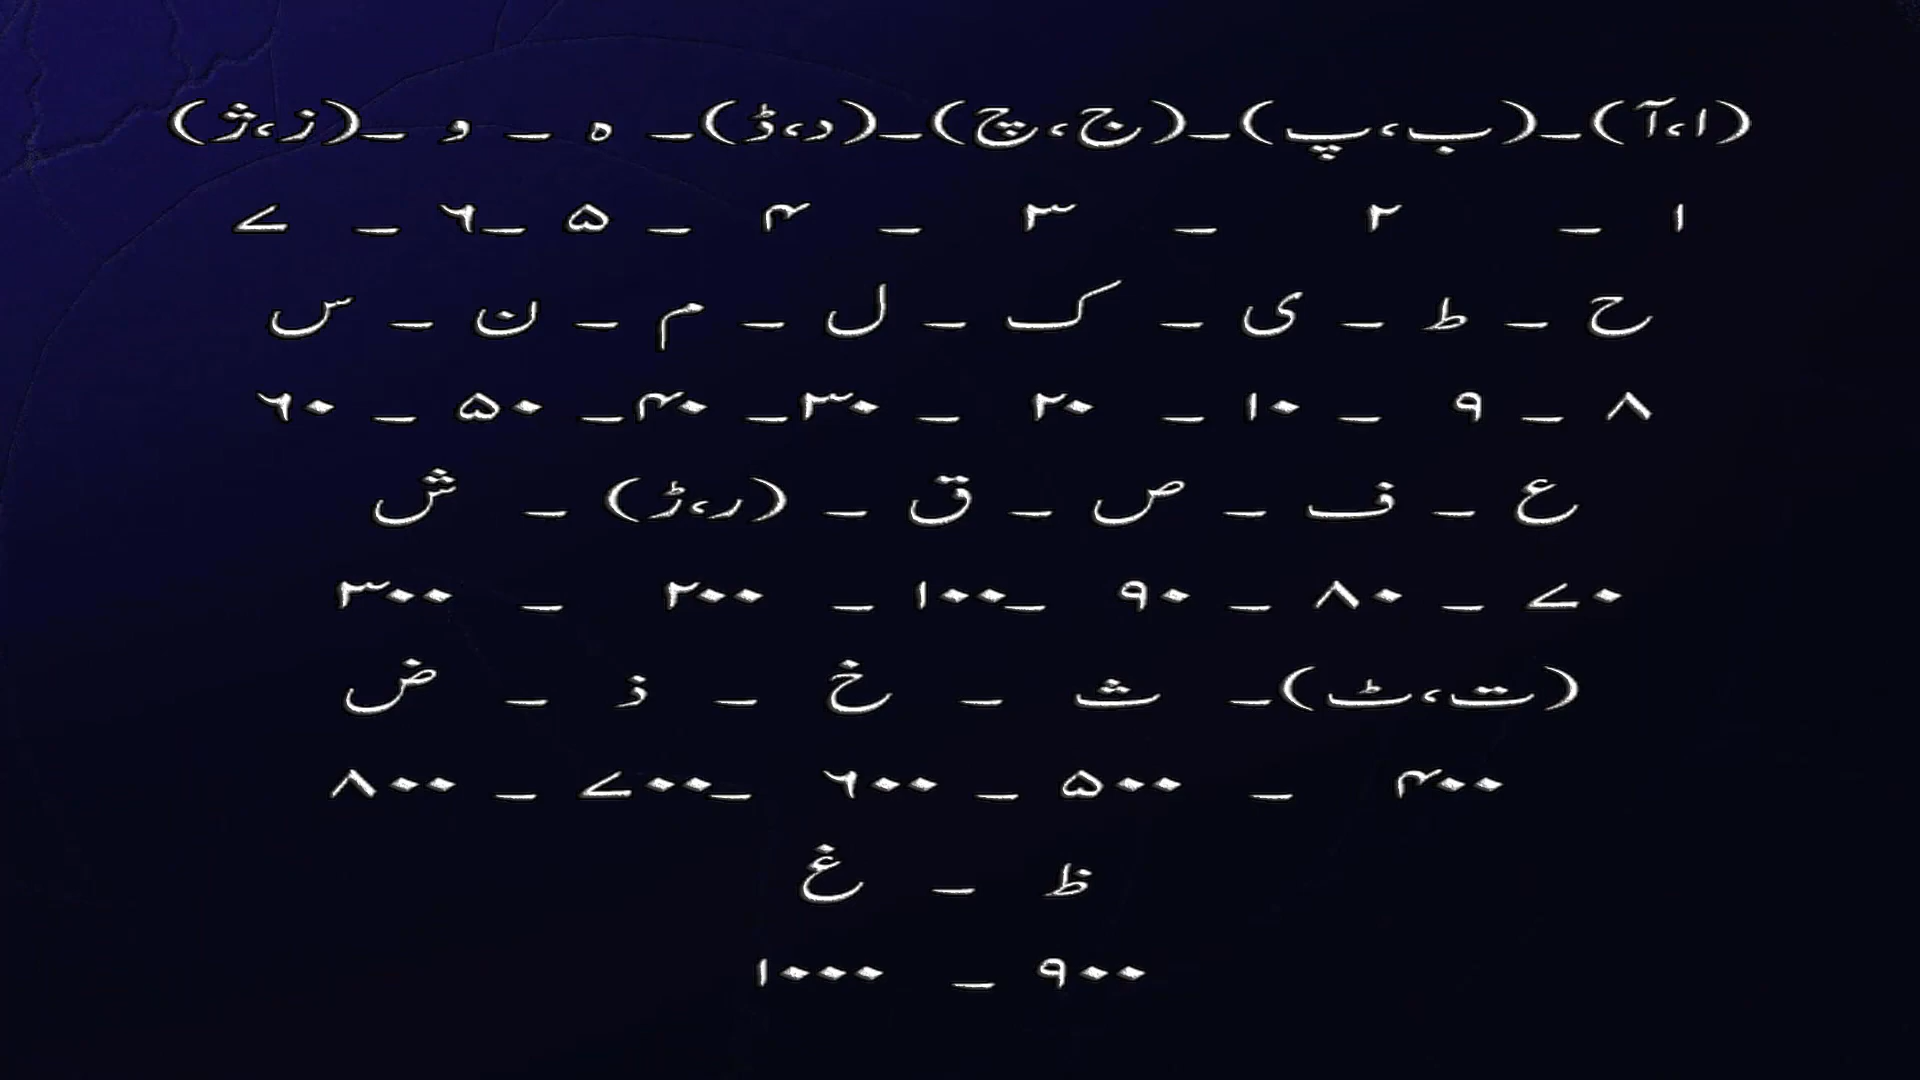 (ا،آ)۔(ب،پ)۔(ج،چ)۔(د،ڈ)۔ ہ ۔ و ۔(ز،ژ)
۱ ۔ ۲ ۔ ۳ ۔ ۴ ۔ ۵ ۔ ۶۔ ۷
ح ۔ ط ۔ ی ۔ ک ۔ ل ۔ م ۔ ن ۔ س
۸ ۔ ۹ ۔ ۱۰ ۔ ۲۰ ۔ ۳۰۔ ۴۰۔ ۵۰ ۔ ۶۰
ع ۔ ف ۔ ص ۔ ق ۔ (ر،ڑ) ۔ ش
۷۰ ۔ ۸۰ ۔ ۹۰ ۔۱۰۰ ۔ ۲۰۰ ۔ ۳۰۰
(ت،ٹ)۔ ث ۔ خ ۔ ذ ۔ ض
۴۰۰ ۔ ۵۰۰ ۔ ۶۰۰ ۔۷۰۰ ۔ ۸۰۰
ظ ۔ غ
۹۰۰ ۔ ۱۰۰۰